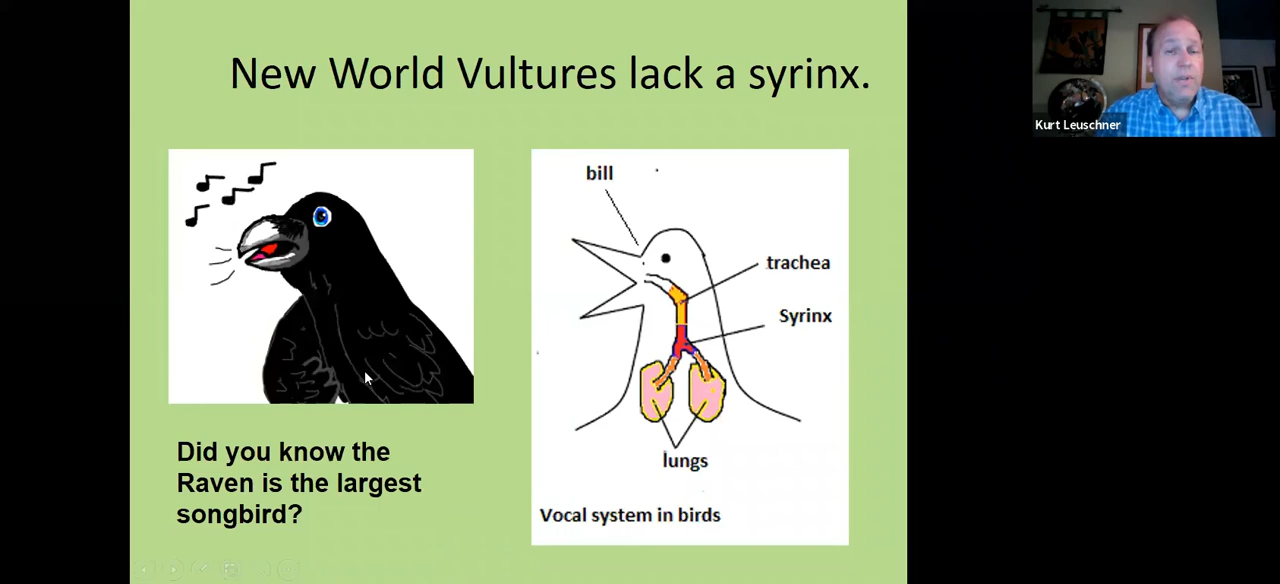 New World Vultures lack a syrinx.
Kurt Leuschner
bill
trachea
Syrinx
lungs
Vocal system in birds
Did you know the
Raven is the largest
songbird?